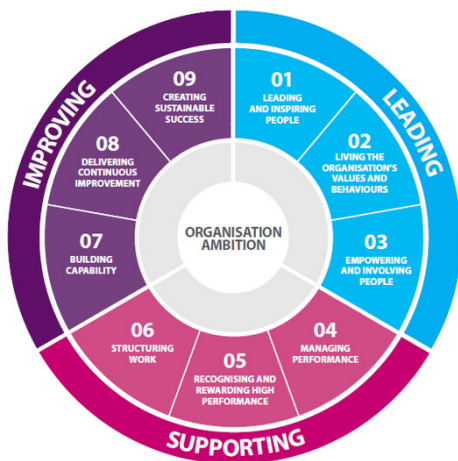 IMPROVING
LEADING
SUPPORTING
ORGANISATION
AMBITION
01
LEADING
AND INSPIRING
PEOPLE
02
LIVING THE
ORGANISATION'S
VALUES AND
BEHAVIOURS
03
EMPOWERING
AND INVOLVING
PEOPLE
04
MANAGING
PERFORMANCE
05
RECOGNISING AND
REWARDING HIGH
PERFORMANCE
06
STRUCTURING
WORK
07
BUILDING
CAPABILITY
08
DELIVERING
CONTINUOUS
IMPROVEMENT
09
CREATING
SUSTAINABLE
SUCCESS